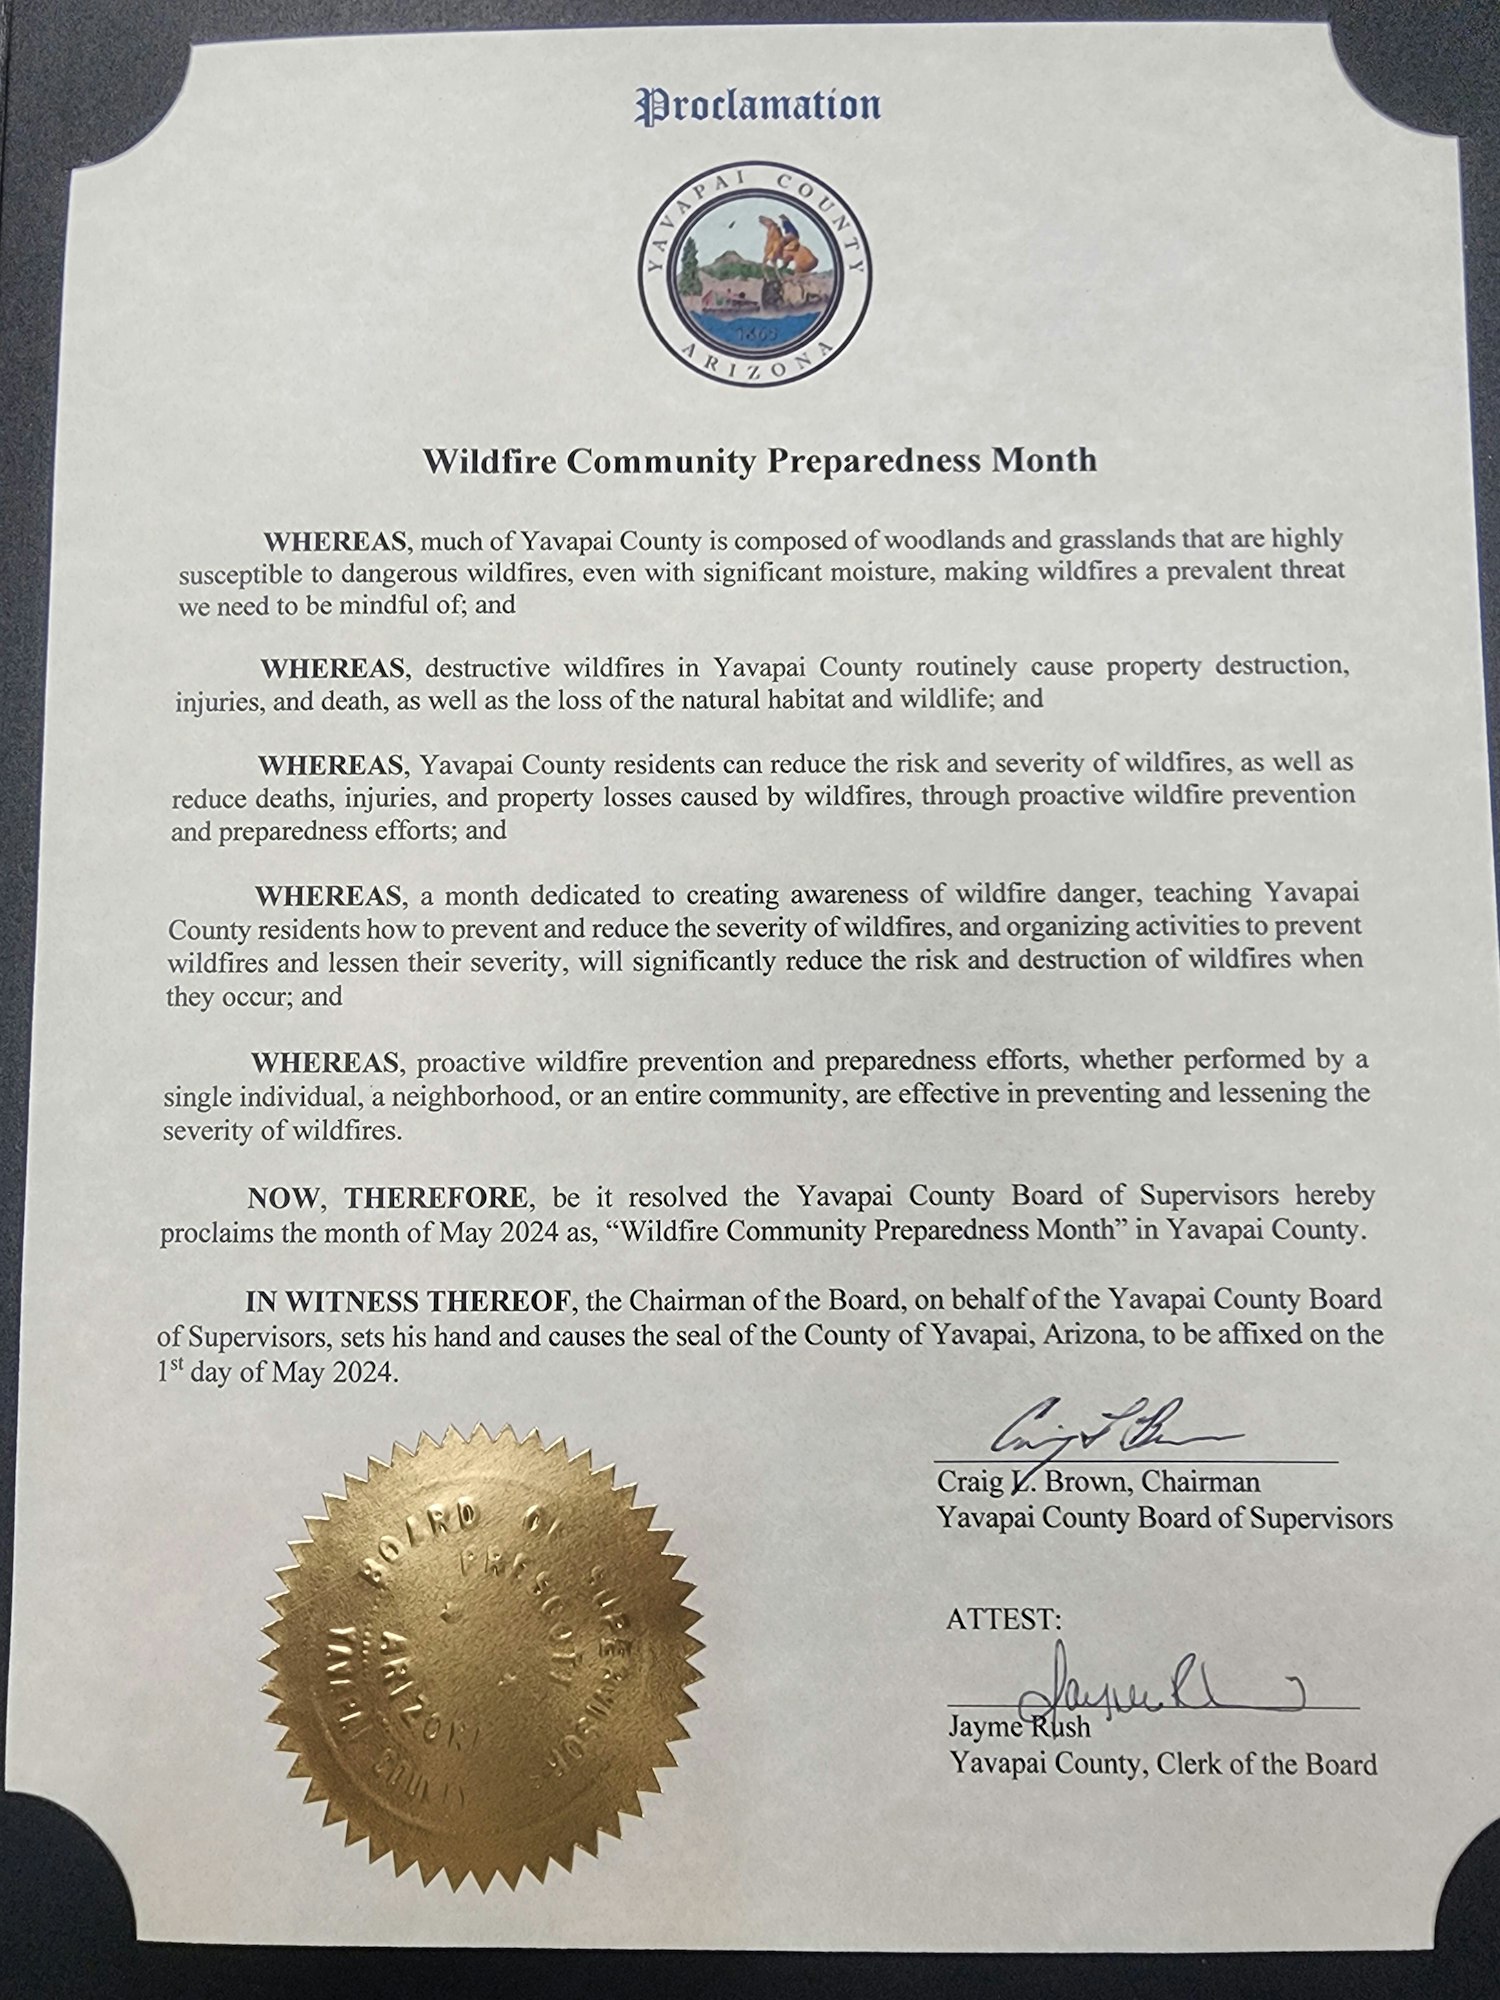 Proclamation
YAVAPAI COUNTY
ARIZONA
Wildfire Community Preparedness Month
WHEREAS, much of Yavapai County is composed of woodlands and grasslands that are highly
susceptible to dangerous wildfires, even with significant moisture, making wildfires a prevalent threat
we need to be mindful of; and
WHEREAS, destructive wildfires in Yavapai County routinely cause property destruction,
injuries, and death, as well as the loss of the natural habitat and wildlife; and
WHEREAS, Yavapai County residents can reduce the risk and severity of wildfires, as well as
reduce deaths, injuries, and property losses caused by wildfires, through proactive wildfire prevention
and preparedness efforts; and
WHEREAS, a month dedicated to creating awareness of wildfire danger, teaching Yavapai
County residents how to prevent and reduce the severity of wildfires, and organizing activities to prevent
wildfires and lessen their severity, will significantly reduce the risk and destruction of wildfires when
they occur; and
WHEREAS, proactive wildfire prevention and preparedness efforts, whether performed by a
single individual, a neighborhood, or an entire community, are effective in preventing and lessening the
severity of wildfires.
NOW, THEREFORE, be it resolved the Yavapai County Board of Supervisors hereby
proclaims the month of May 2024 as, “Wildfire Community Preparedness Month” in Yavapai County.
IN WITNESS THEREOF, the Chairman of the Board, on behalf of the Yavapai County Board
of Supervisors, sets his hand and causes the seal of the County of Yavapai, Arizona, to be affixed on the
1st day of May 2024.
Craig L. Brown, Chairman
Yavapai County Board of Supervisors
ATTEST:
Jayme Rush
Yavapai County, Clerk of the Board
BOARD OF SUPERVISORS
PRESCOTT
ARIZONA